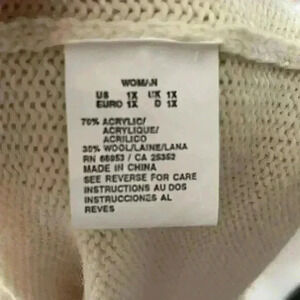 WOMAN
US 1X UK 1X
EURO 1X D 1X
70% ACRYLIC/
ACRYLIQUE/
ACRILICO
30% WOOL/LAINE/LANA
RN 66953 / CA 25352
MADE IN CHINA
SEE REVERSE FOR CARE
INSTRUCTIONS AU DOS
INSTRUCCIONES AL
REVES